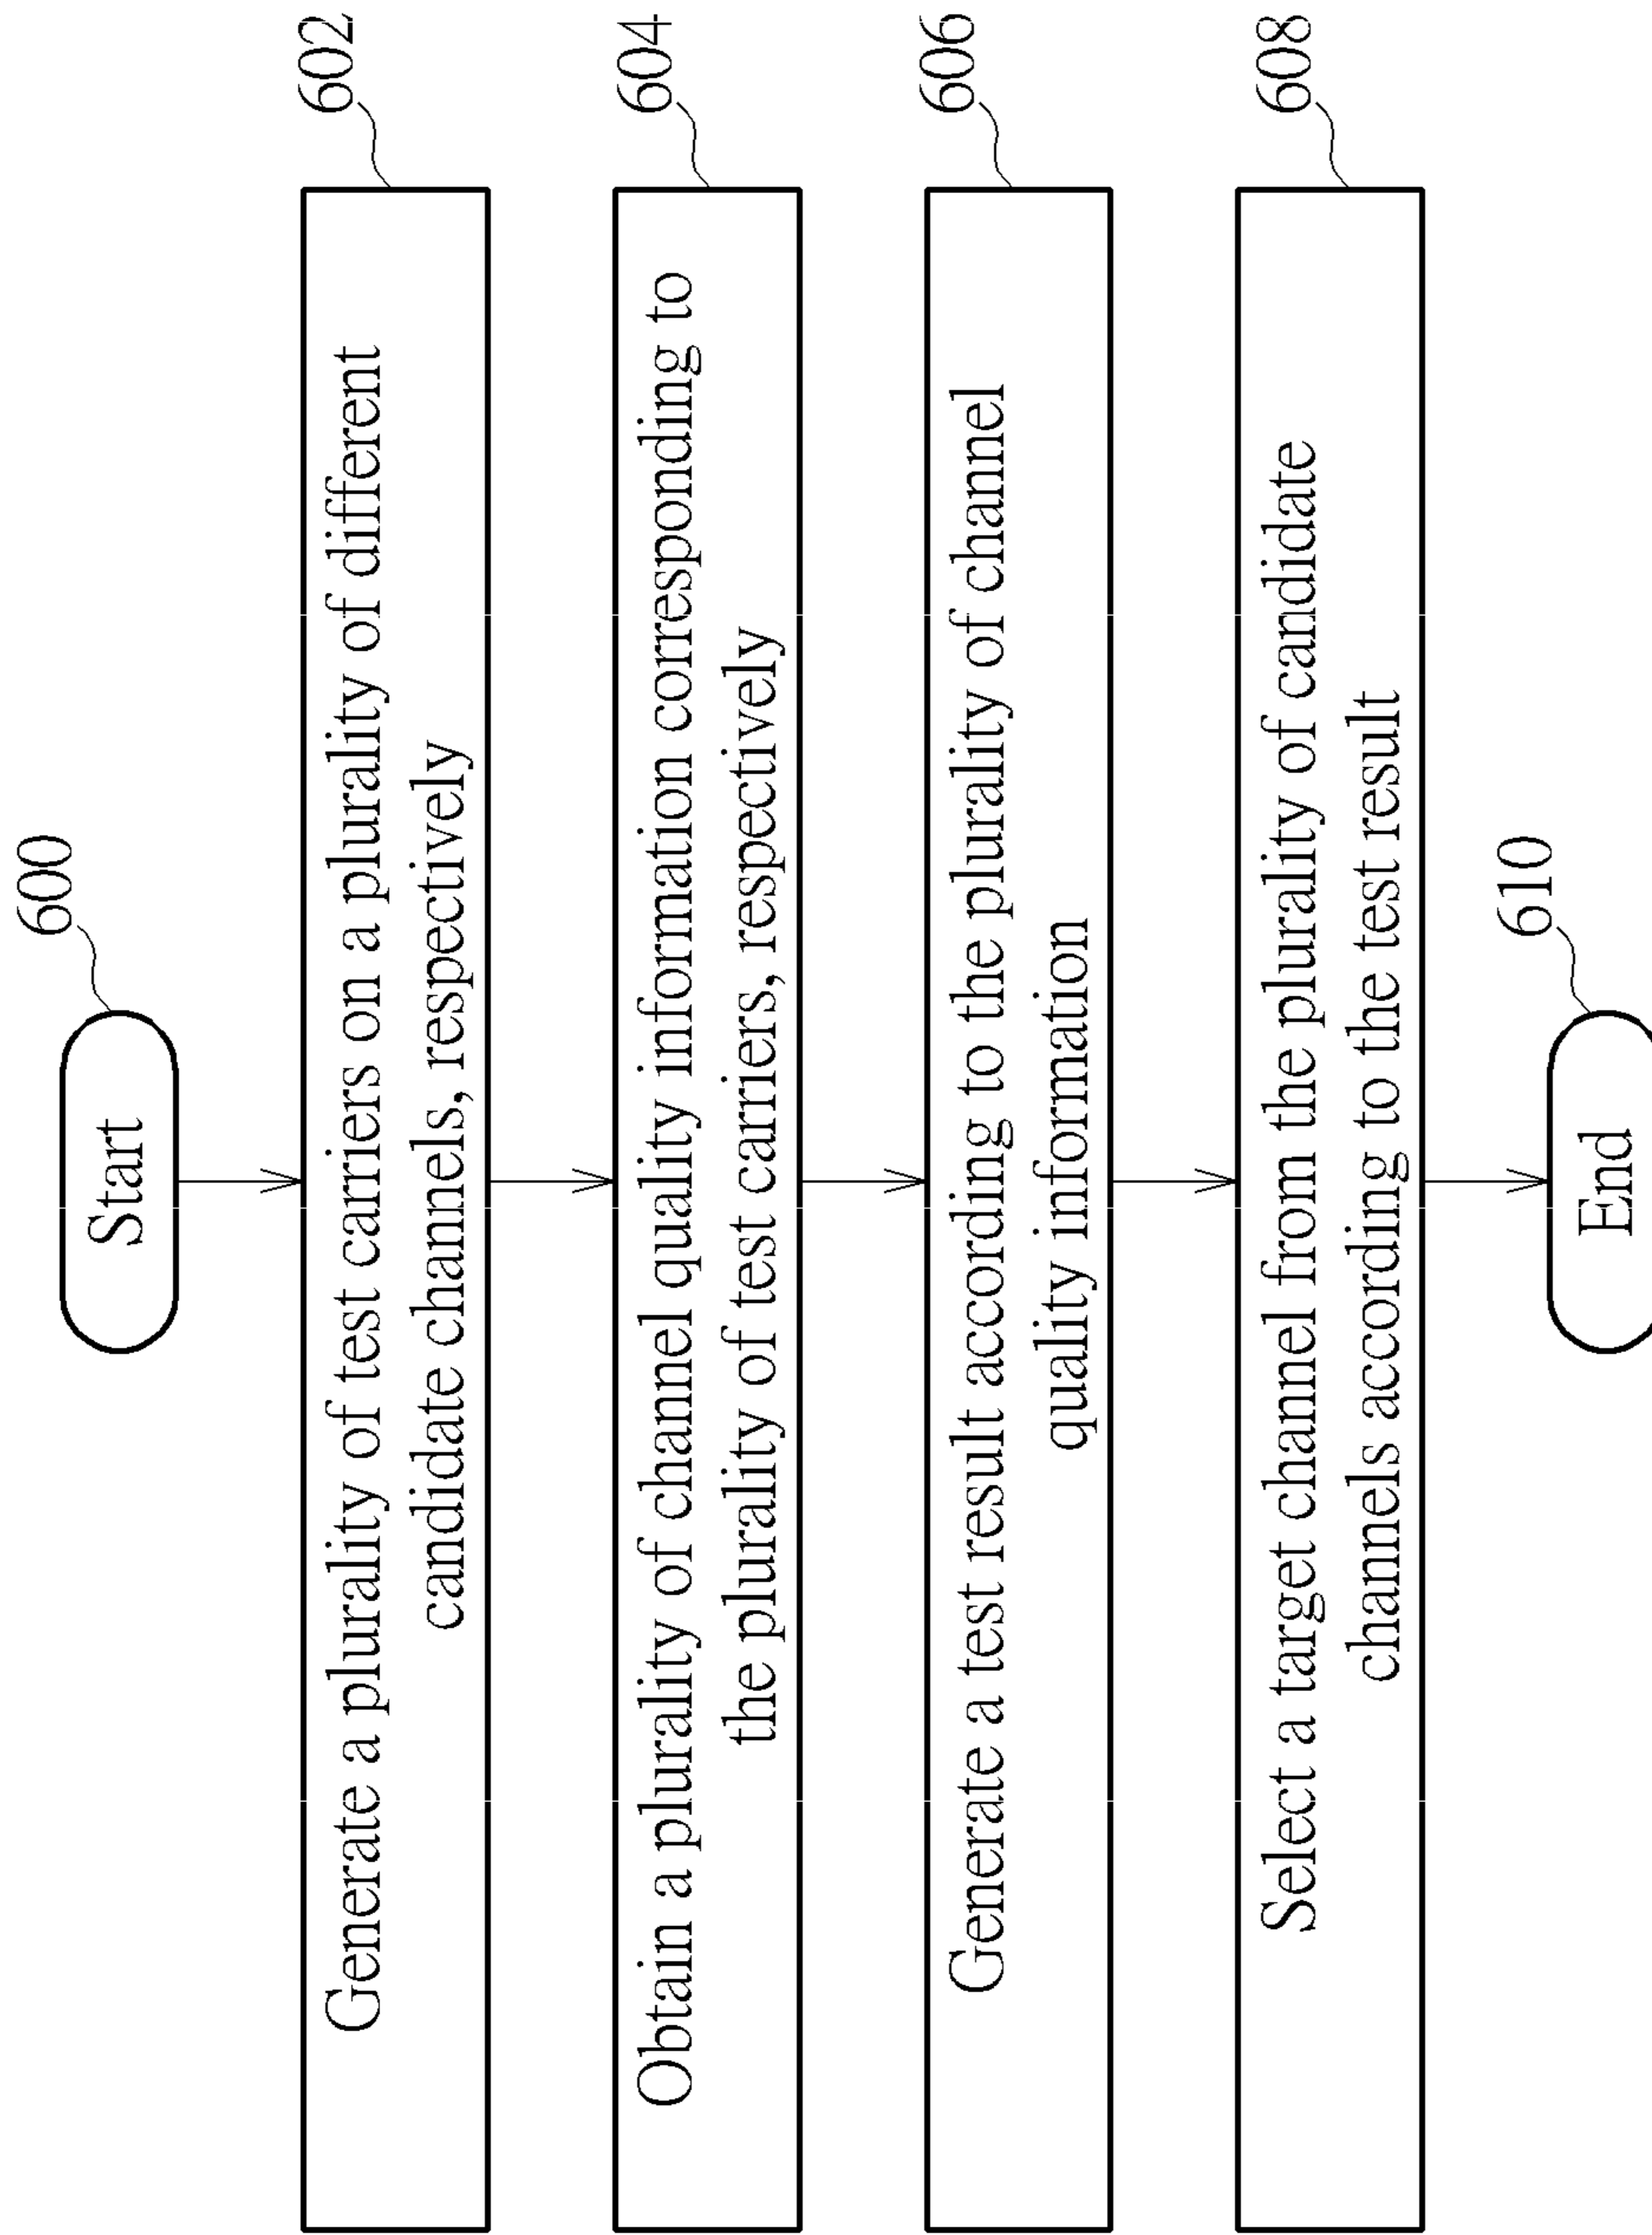 600
Start
602
Generate a plurality of test carriers on a plurality of different
candidate channels, respectively
604
Obtain a plurality of channel quality information corresponding to
the plurality of test carriers, respectively
606
Generate a test result according to the plurality of channel
quality information
608
Select a target channel from the plurality of candidate
channels according to the test result
610
End